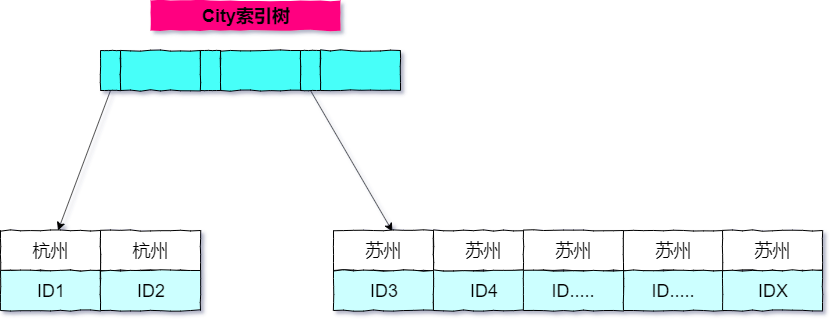 City索引树
杭州 杭州 苏州 苏州 苏州 苏州 苏州
ID1 ID2 ID3 ID4 ID..... ID..... IDX